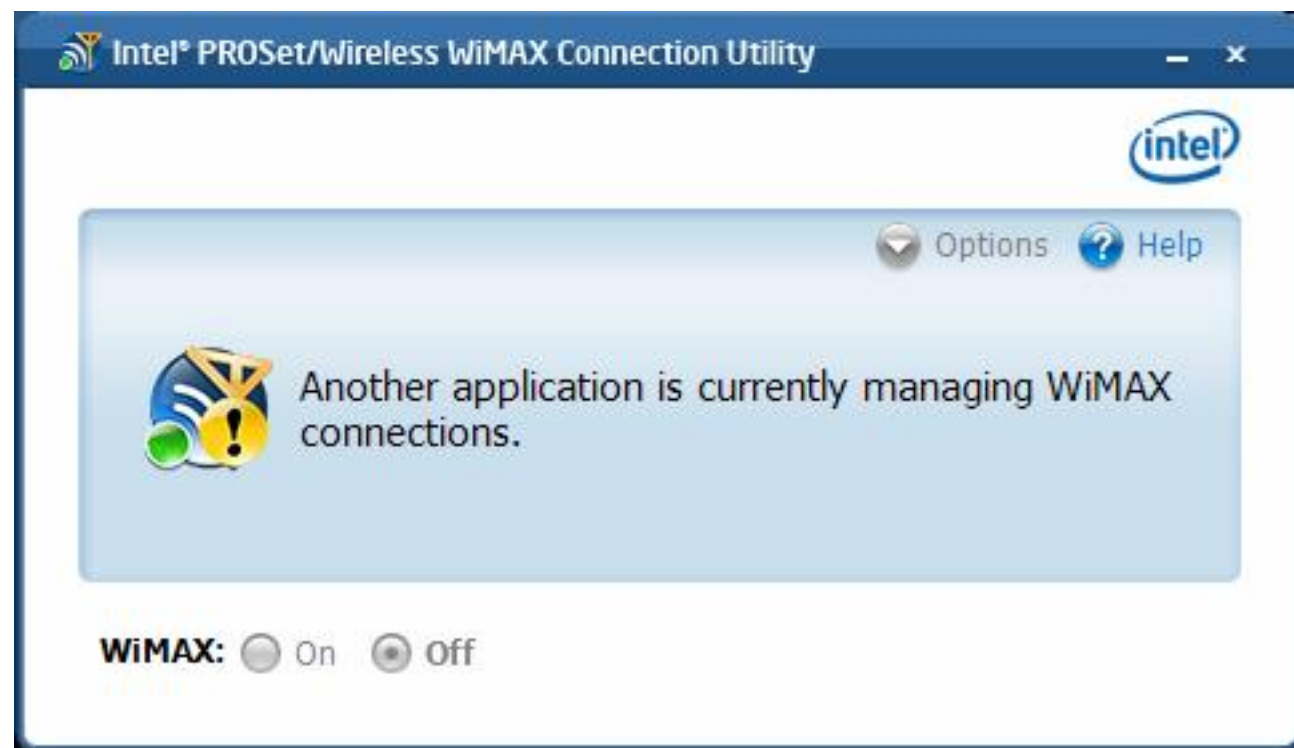 Intel® PROSet/Wireless WiMAX Connection Utility
intel
Options Help
Another application is currently managing WiMAX
connections.
WiMAX: On Off